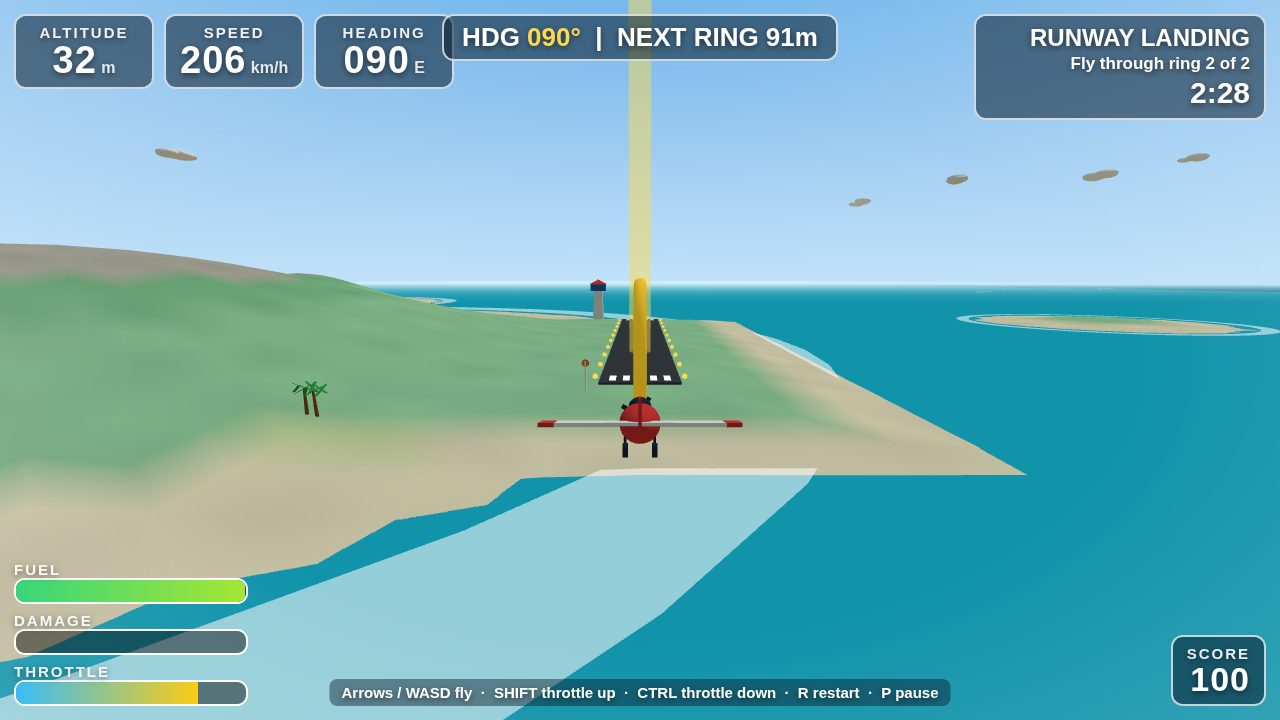 ALTITUDE
32 m
SPEED
206 km/h
HEADING
090 E
HDG 090° | NEXT RING 91m
RUNWAY LANDING
Fly through ring 2 of 2
2:28
FUEL
DAMAGE
THROTTLE
Arrows / WASD fly · SHIFT throttle up · CTRL throttle down · R restart · P pause
SCORE
100